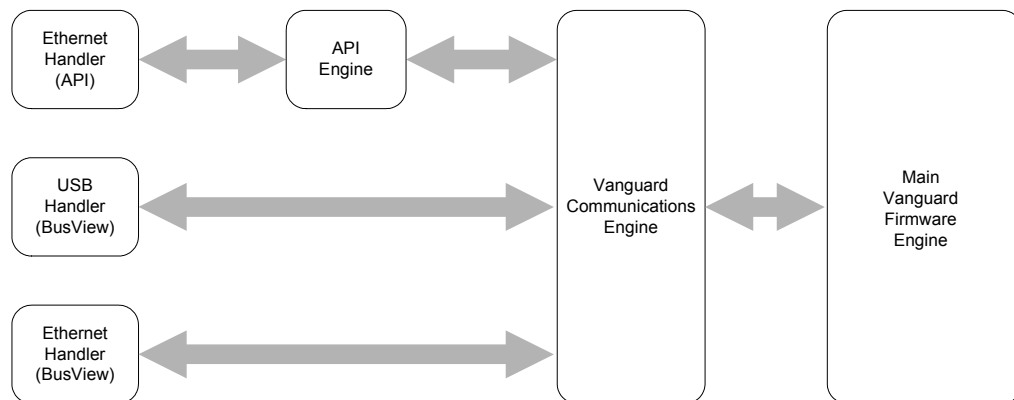 Ethernet
Handler
(API)
API
Engine
USB
Handler
(BusView)
Ethernet
Handler
(BusView)
Vanguard
Communications
Engine
Main
Vanguard
Firmware
Engine